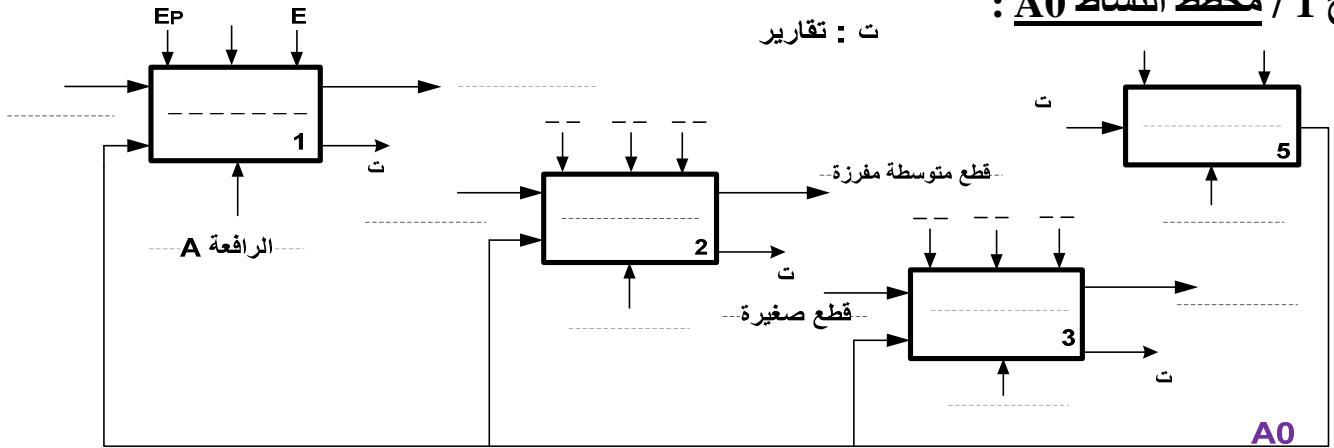 ج 1 / مخطط النشاط A0 :
ت : تقارير
EP
E
1
ت
الرافعة A
2
ت
قطع متوسطة مفرزة
قطع صغيرة
3
ت
ت
5
A0